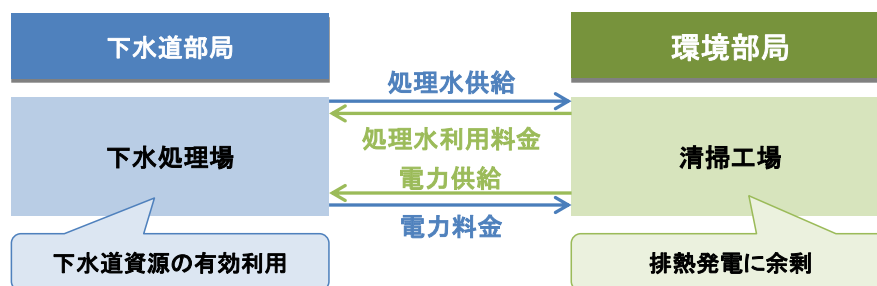 下水道部局
環境部局
処理水供給
下水処理場
処理水利用料金
清掃工場
電力供給
電力料金
下水道資源の有効利用
排熱発電に余剰